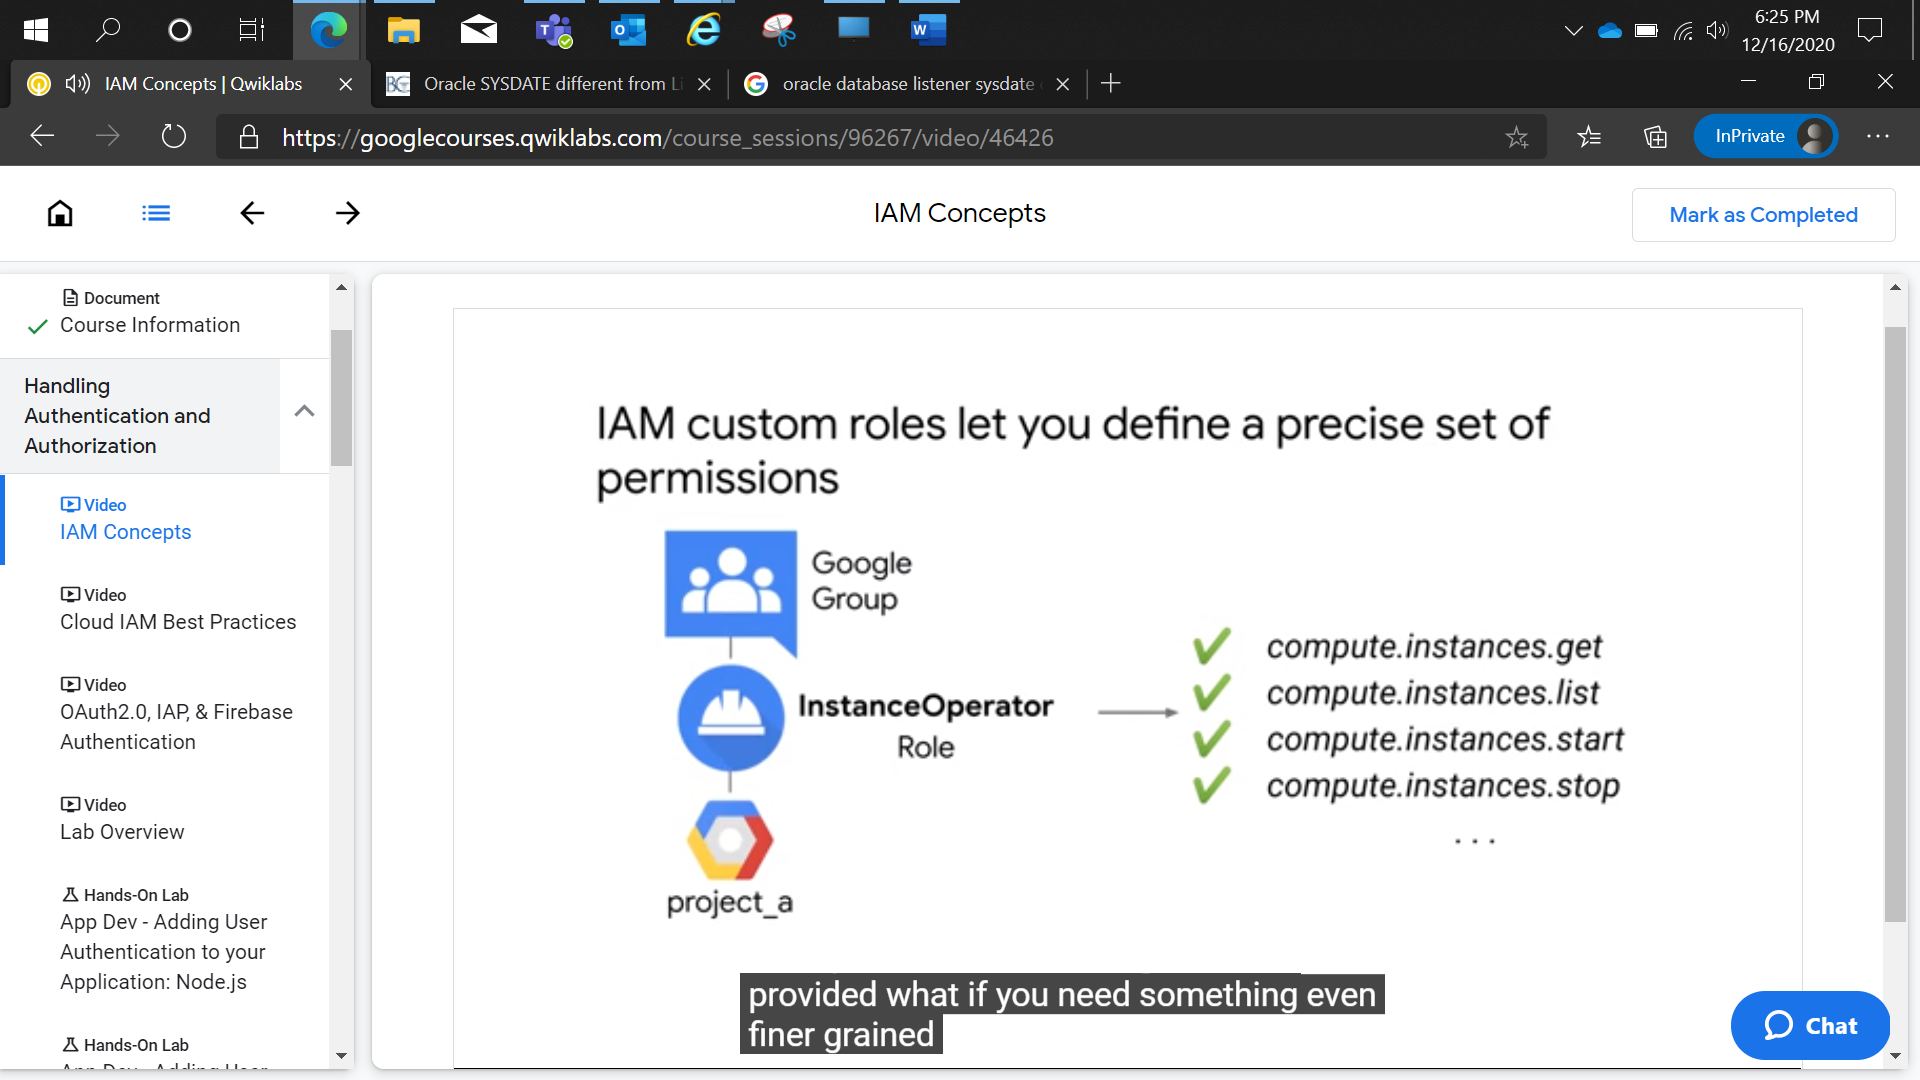 6:25 PM
12/16/2020
IAM Concepts | Qwiklabs
Oracle SYSDATE different from Li
oracle database listener sysdate
https://googlecourses.qwiklabs.com/course_sessions/96267/video/46426
InPrivate
IAM Concepts
Mark as Completed
Document
Course Information
Handling
Authentication and
Authorization
Video
IAM Concepts
Video
Cloud IAM Best Practices
Video
OAuth2.0, IAP, & Firebase
Authentication
Video
Lab Overview
Hands-On Lab
App Dev - Adding User
Authentication to your
Application: Node.js
Hands-On Lab
App Dev - Adding User
IAM custom roles let you define a precise set of
permissions
Google
Group
InstanceOperator
Role
project_a
compute.instances.get
compute.instances.list
compute.instances.start
compute.instances.stop
. . .
provided what if you need something even
finer grained
Chat